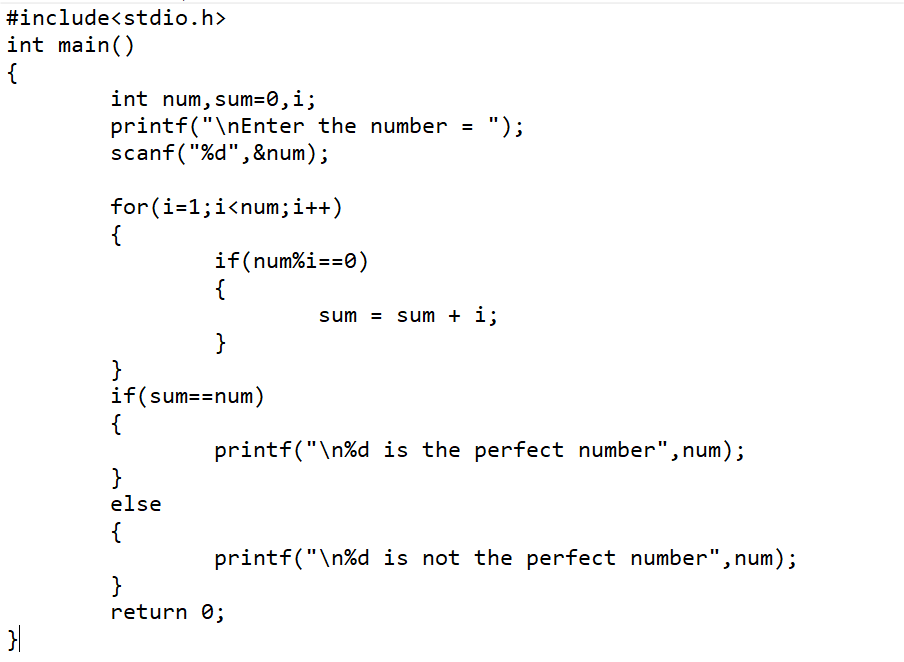 #include<stdio.h>
int main()
{
        int num,sum=0,i;
        printf("\nEnter the number = ");
        scanf("%d",&num);

        for(i=1;i<num;i++)
        {
                if(num%i==0)
                {
                        sum = sum + i;
                }
        }
        if(sum==num)
        {
                printf("\n%d is the perfect number",num);
        }
        else
        {
                printf("\n%d is not the perfect number",num);
        }
        return 0;
}